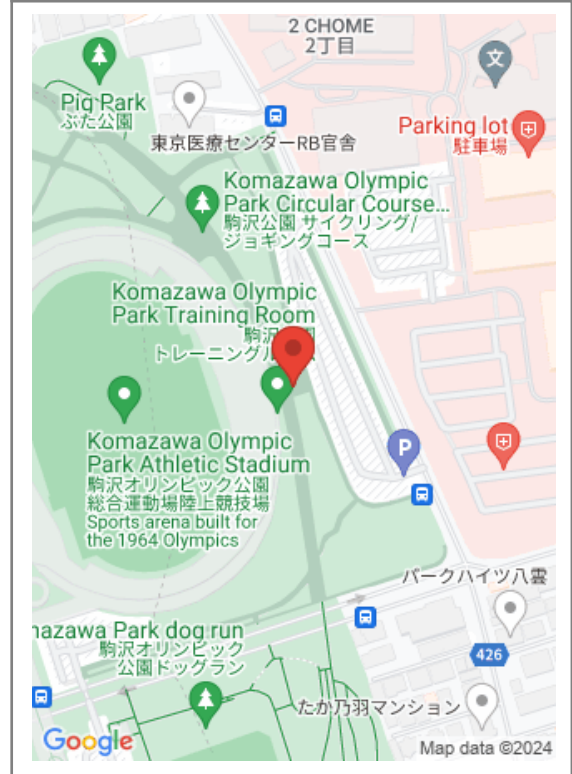 2 CHOME
2丁目
文
Pig Park
ぶた公園
東京医療センターRB官舎
Parking lot
駐車場
Komazawa Olympic
Park Circular Course...
駒沢公園 サイクリング/
ジョギングコース
Komazawa Olympic
Park Training Room
駒沢
トレーニング
P
Komazawa Olympic
Park Athletic Stadium
駒沢オリンピック公園
総合運動場陸上競技場
Sports arena built for
the 1964 Olympics
パークハイツ八雲
nazawa Park dog run
駒沢オリンピック
公園ドッグラン
426
たか乃羽マンション
Google
Map data ©2024